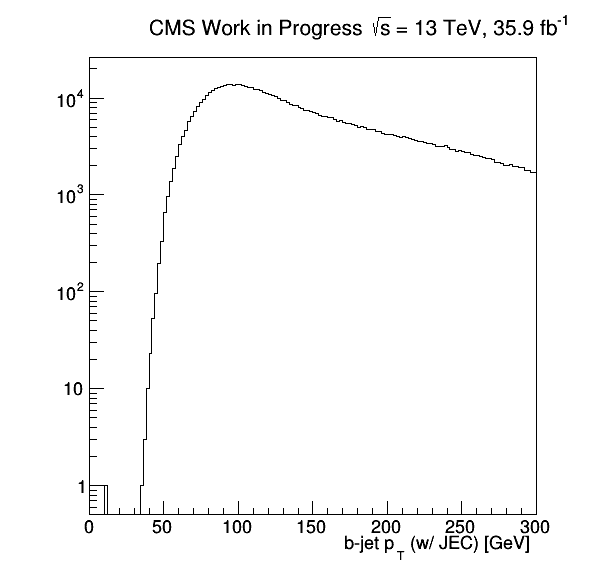 CMS Work in Progress √s = 13 TeV, 35.9 fb⁻¹
10⁴
10³
10²
10
1
0 50 100 150 200 250 300
b-jet p_T (w/ JEC) [GeV]